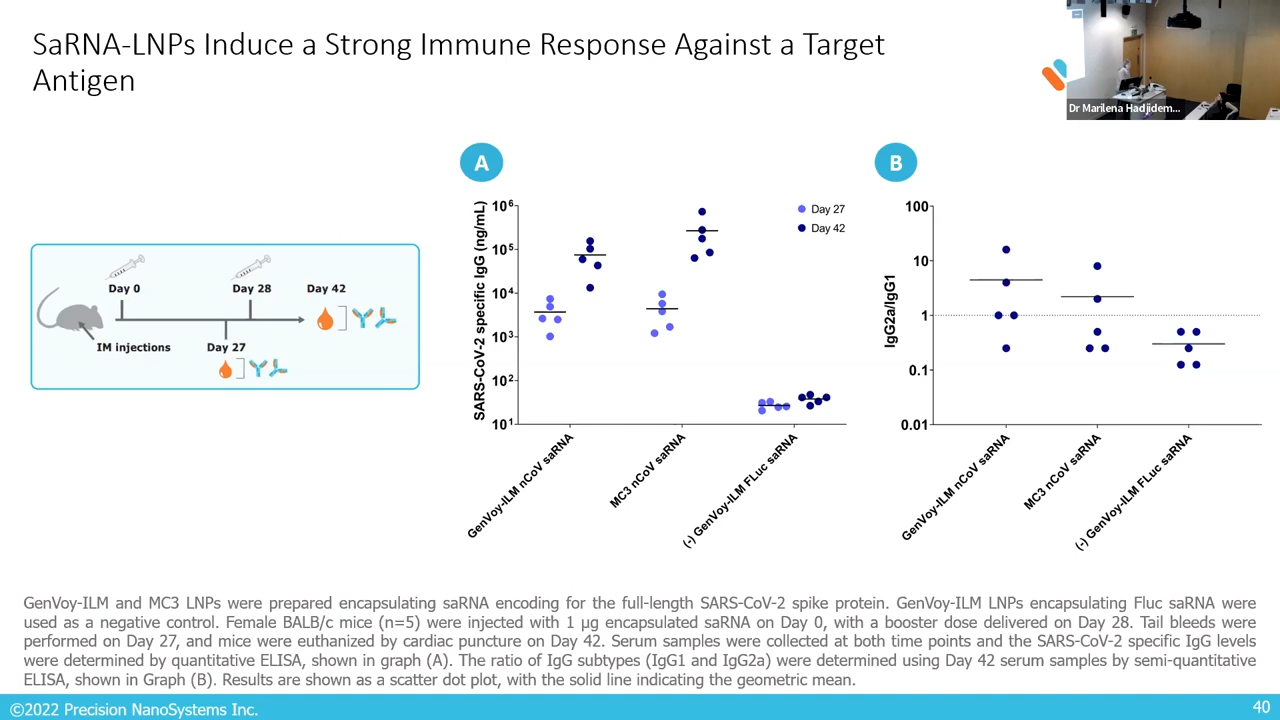 SaRNA-LNPs Induce a Strong Immune Response Against a Target
Antigen
Dr Marilena Hadjidem...
Day 0
Day 28
Day 42
IM injections
Day 27
A
SARS-CoV-2 specific IgG (ng/mL)
10⁶
10⁵
10⁴
10³
10²
10¹
Day 27
Day 42
GenVoy-ILM nCoV saRNA
MC3 nCoV saRNA
(-) GenVoy-ILM FLuc saRNA
B
IgG2a/IgG1
100
10
1
0.1
0.01
GenVoy-ILM nCoV saRNA
MC3 nCoV saRNA
(-) GenVoy-ILM FLuc saRNA
GenVoy-ILM and MC3 LNPs were prepared encapsulating saRNA encoding for the full-length SARS-CoV-2 spike protein. GenVoy-ILM LNPs encapsulating Fluc saRNA were
used as a negative control. Female BALB/c mice (n=5) were injected with 1 µg encapsulated saRNA on Day 0, with a booster dose delivered on Day 28. Tail bleeds were
performed on Day 27, and mice were euthanized by cardiac puncture on Day 42. Serum samples were collected at both time points and the SARS-CoV-2 specific IgG levels
were determined by quantitative ELISA, shown in graph (A). The ratio of IgG subtypes (IgG1 and IgG2a) were determined using Day 42 serum samples by semi-quantitative
ELISA, shown in Graph (B). Results are shown as a scatter dot plot, with the solid line indicating the geometric mean.
©2022 Precision NanoSystems Inc.
40